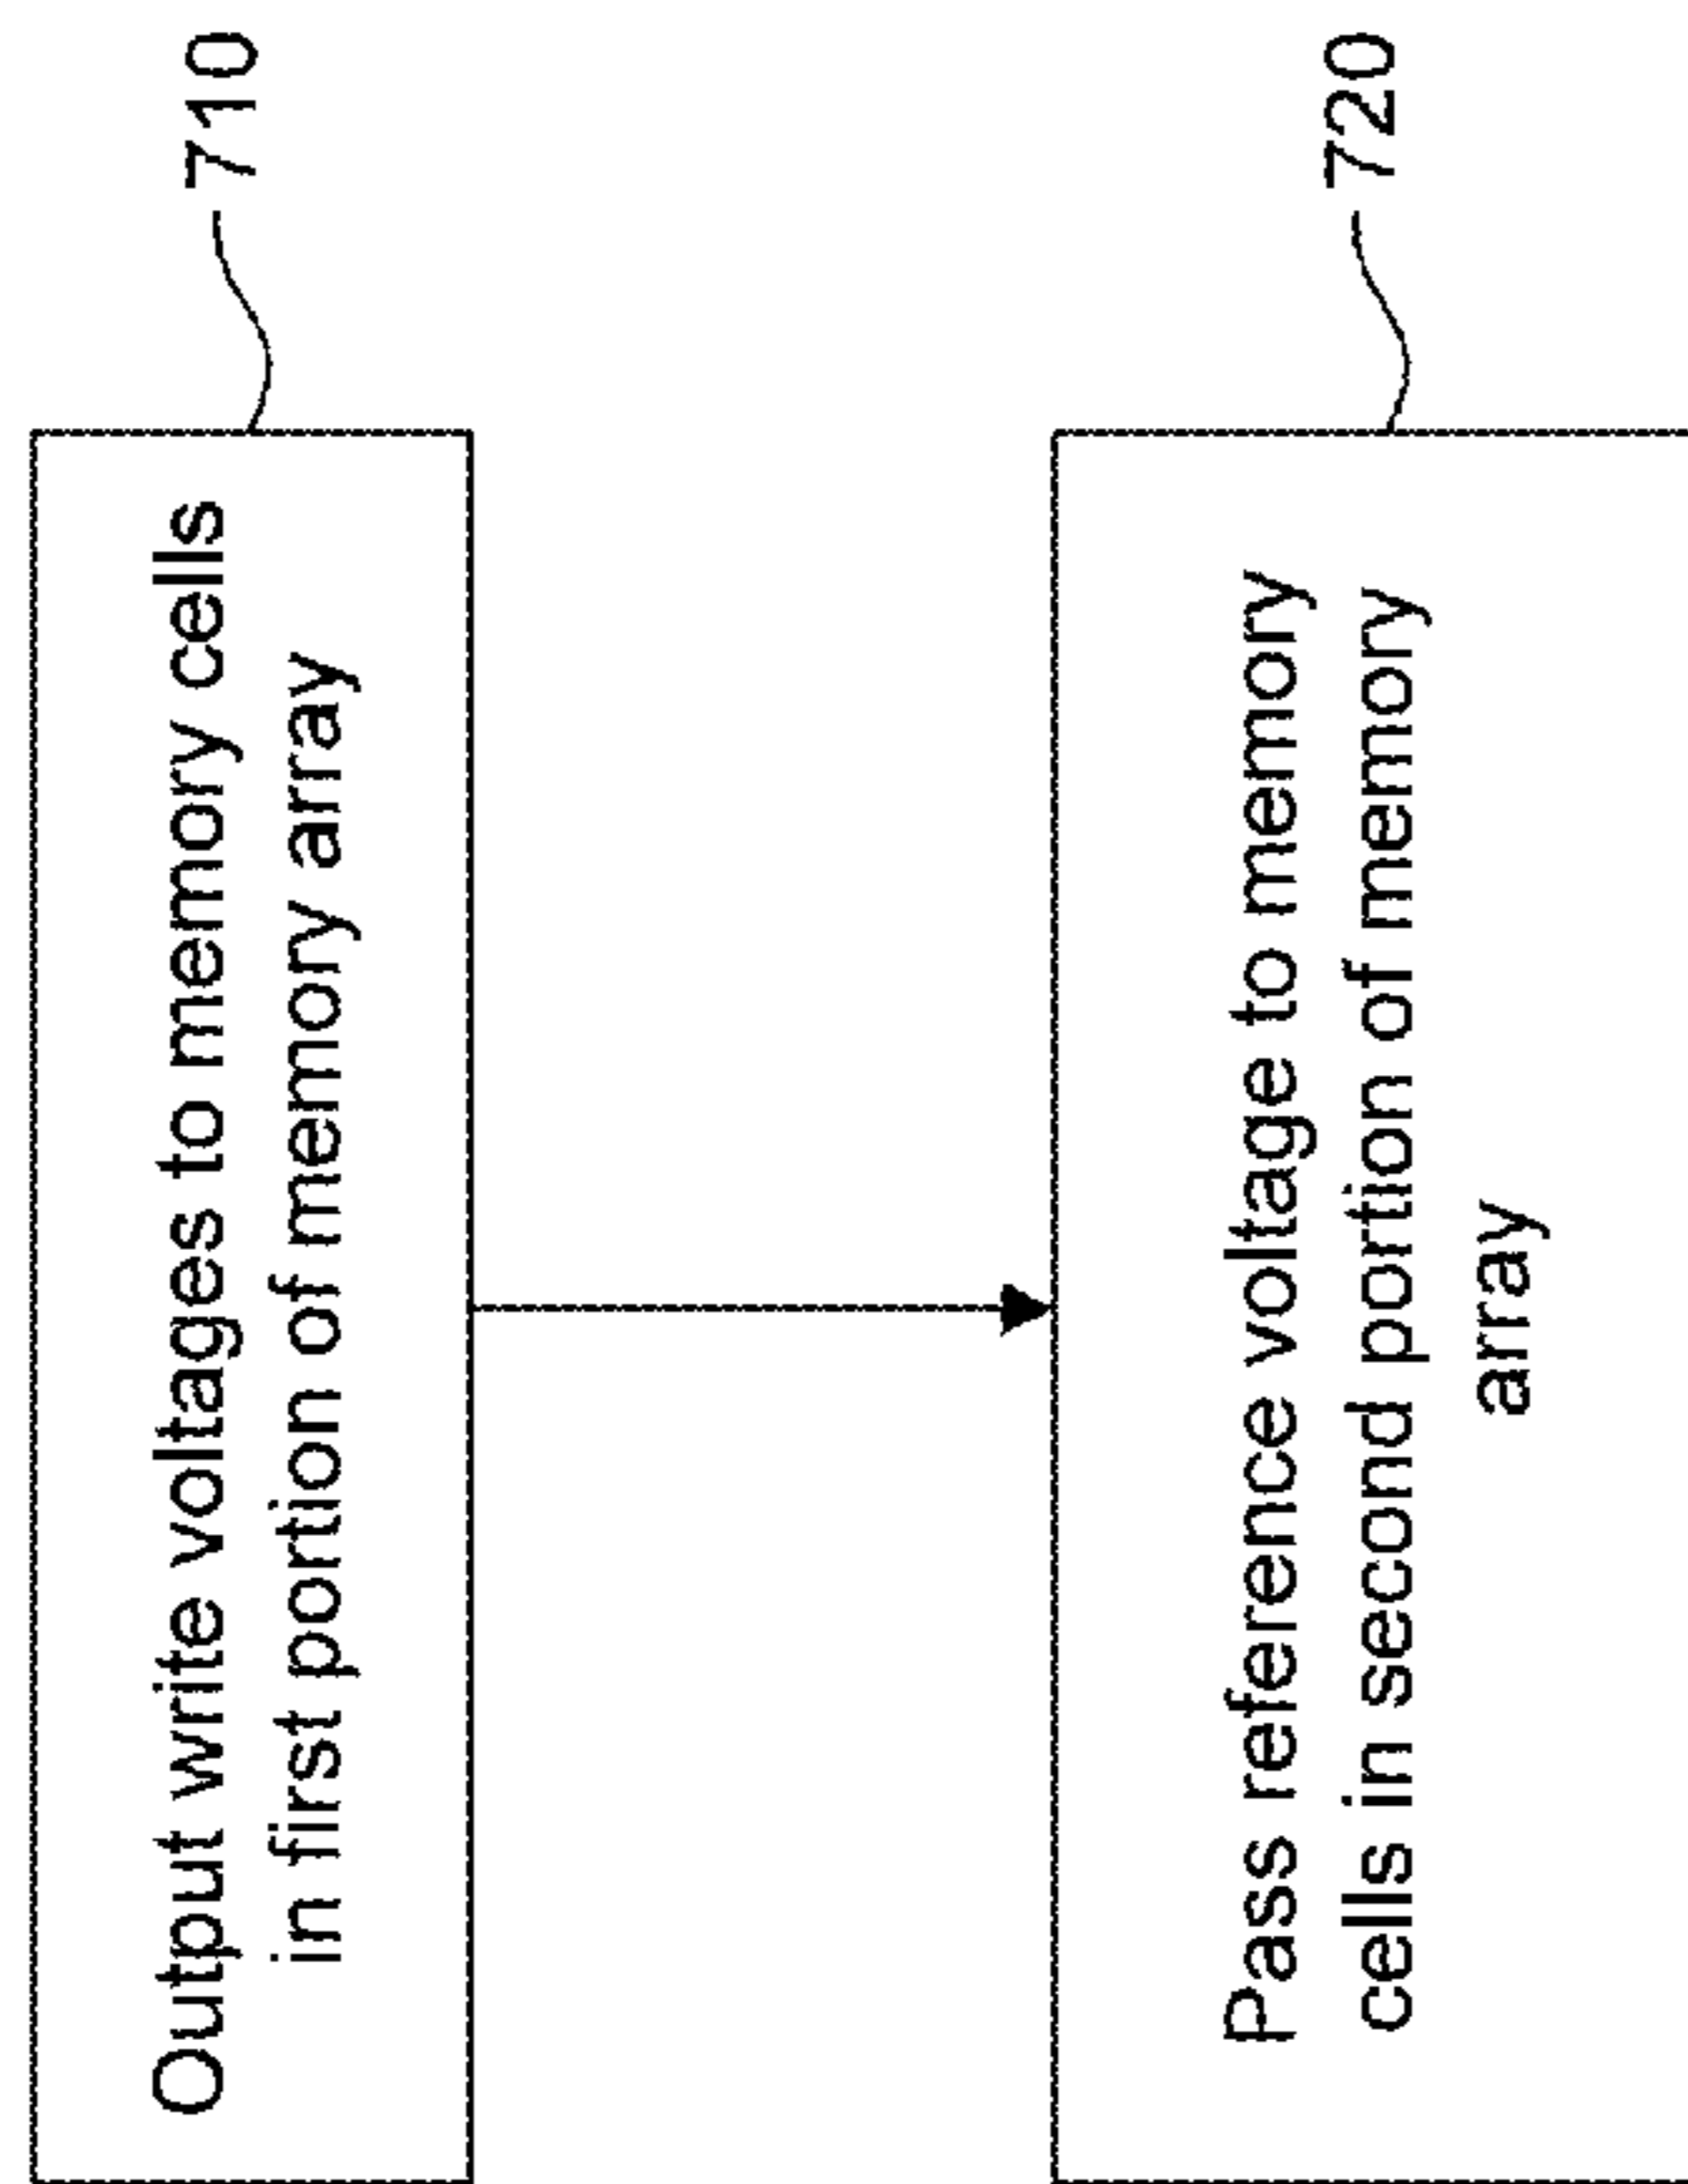 Output write voltages to memory cells
in first portion of memory array
710
Pass reference voltage to memory
cells in second portion of memory
array
720